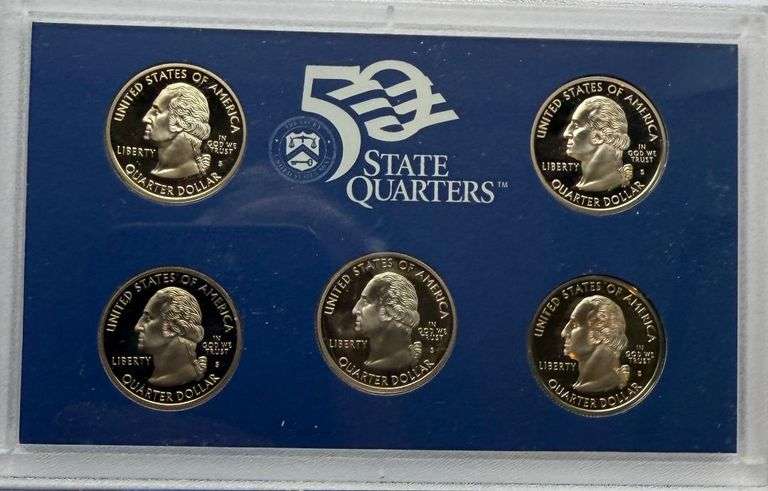 UNITED STATES OF AMERICA
LIBERTY
IN
GOD WE
TRUST
S
QUARTER DOLLAR
50
STATE
QUARTERS™
UNITED STATES OF AMERICA
LIBERTY
IN
GOD WE
TRUST
S
QUARTER DOLLAR
UNITED STATES OF AMERICA
LIBERTY
IN
GOD WE
TRUST
S
QUARTER DOLLAR
UNITED STATES OF AMERICA
LIBERTY
IN
GOD WE
TRUST
S
QUARTER DOLLAR
UNITED STATES OF AMERICA
LIBERTY
IN
GOD WE
TRUST
S
QUARTER DOLLAR